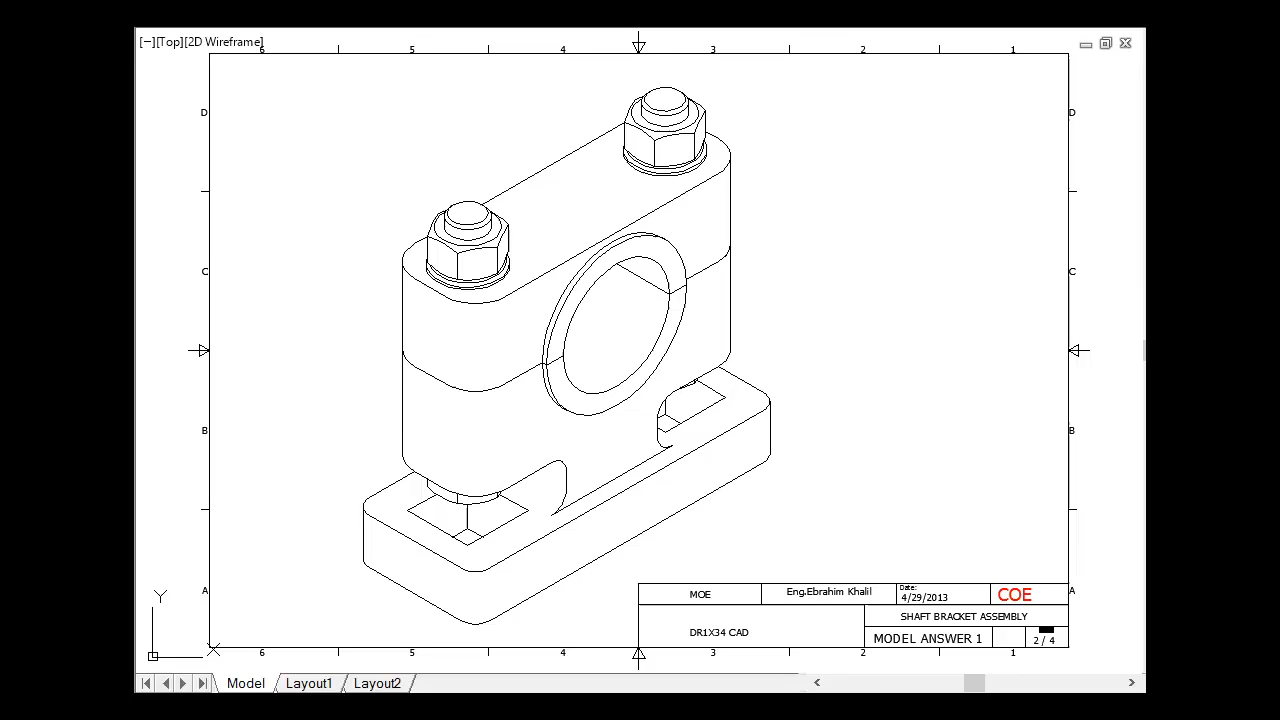 [−][Top][2D Wireframe]
6 5 4 3 2 1
D D
C C
B B
A A
MOE Eng.Ebrahim Khalil Date: 4/29/2013 COE
SHAFT BRACKET ASSEMBLY
DR1X34 CAD
MODEL ANSWER 1 2 / 4
Y
X
6 5 4 3 2 1
Model Layout1 Layout2